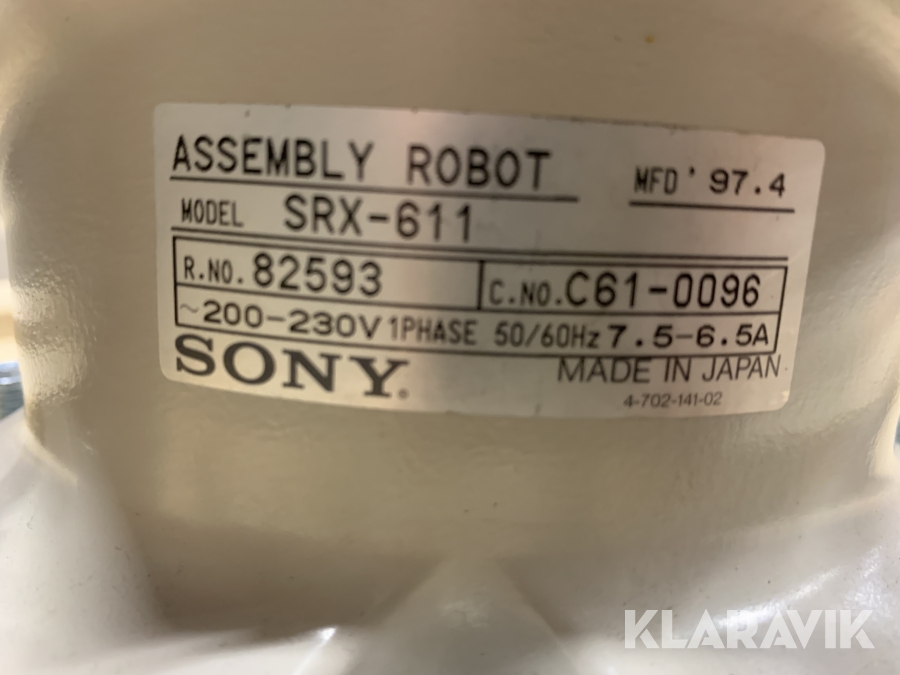 ASSEMBLY ROBOT MFD'97.4
MODEL SRX-611
R.NO. 82593 C.NO. C61-0096
~200-230V 1PHASE 50/60Hz 7.5-6.5A
SONY® MADE IN JAPAN
4-702-141-02
KLARAVIK